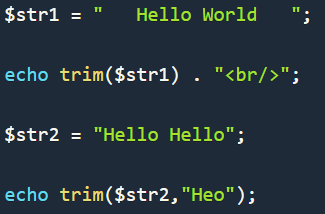 $str1 = "   Hello World   ";
echo trim($str1) . "<br/>";
$str2 = "Hello Hello";
echo trim($str2,"Heo");